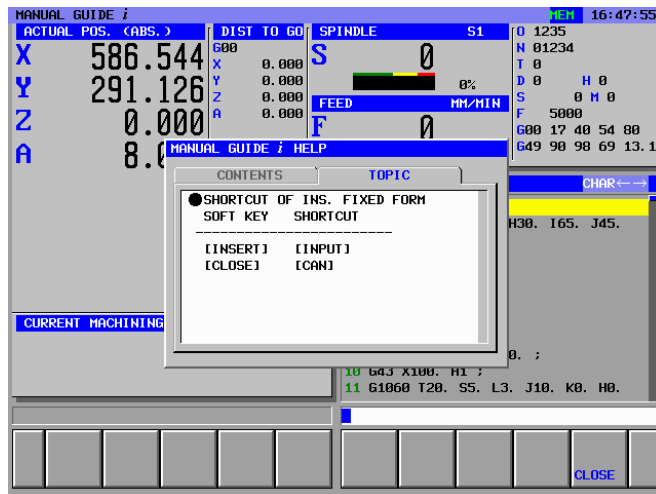 MANUAL GUIDE i MEM 16:47:55
ACTUAL POS. (ABS.)
X 586.544
Y 291.126
Z 0.000
A
DIST TO GO
G00
X 0.000
Y 0.000
Z 0.000
A 0.000
SPINDLE S1
S 0
0%
FEED MM/MIN
F 0
O 1235
N 01234
T 0
D 0 H 0
S 0 M 0
F 5000
G00 17 40 54 80
G49 90 98 69 13.1
MANUAL GUIDE i HELP
CONTENTS TOPIC
●SHORTCUT OF INS. FIXED FORM
SOFT KEY SHORTCUT
-------------------------
[INSERT] [INPUT]
[CLOSE] [CAN]
CHAR←→
H30. I65. J45.
CURRENT MACHINING
0. ;
10 G43 X100. H1 ;
11 G1060 T20. S5. L3. J10. K0. H0.
CLOSE